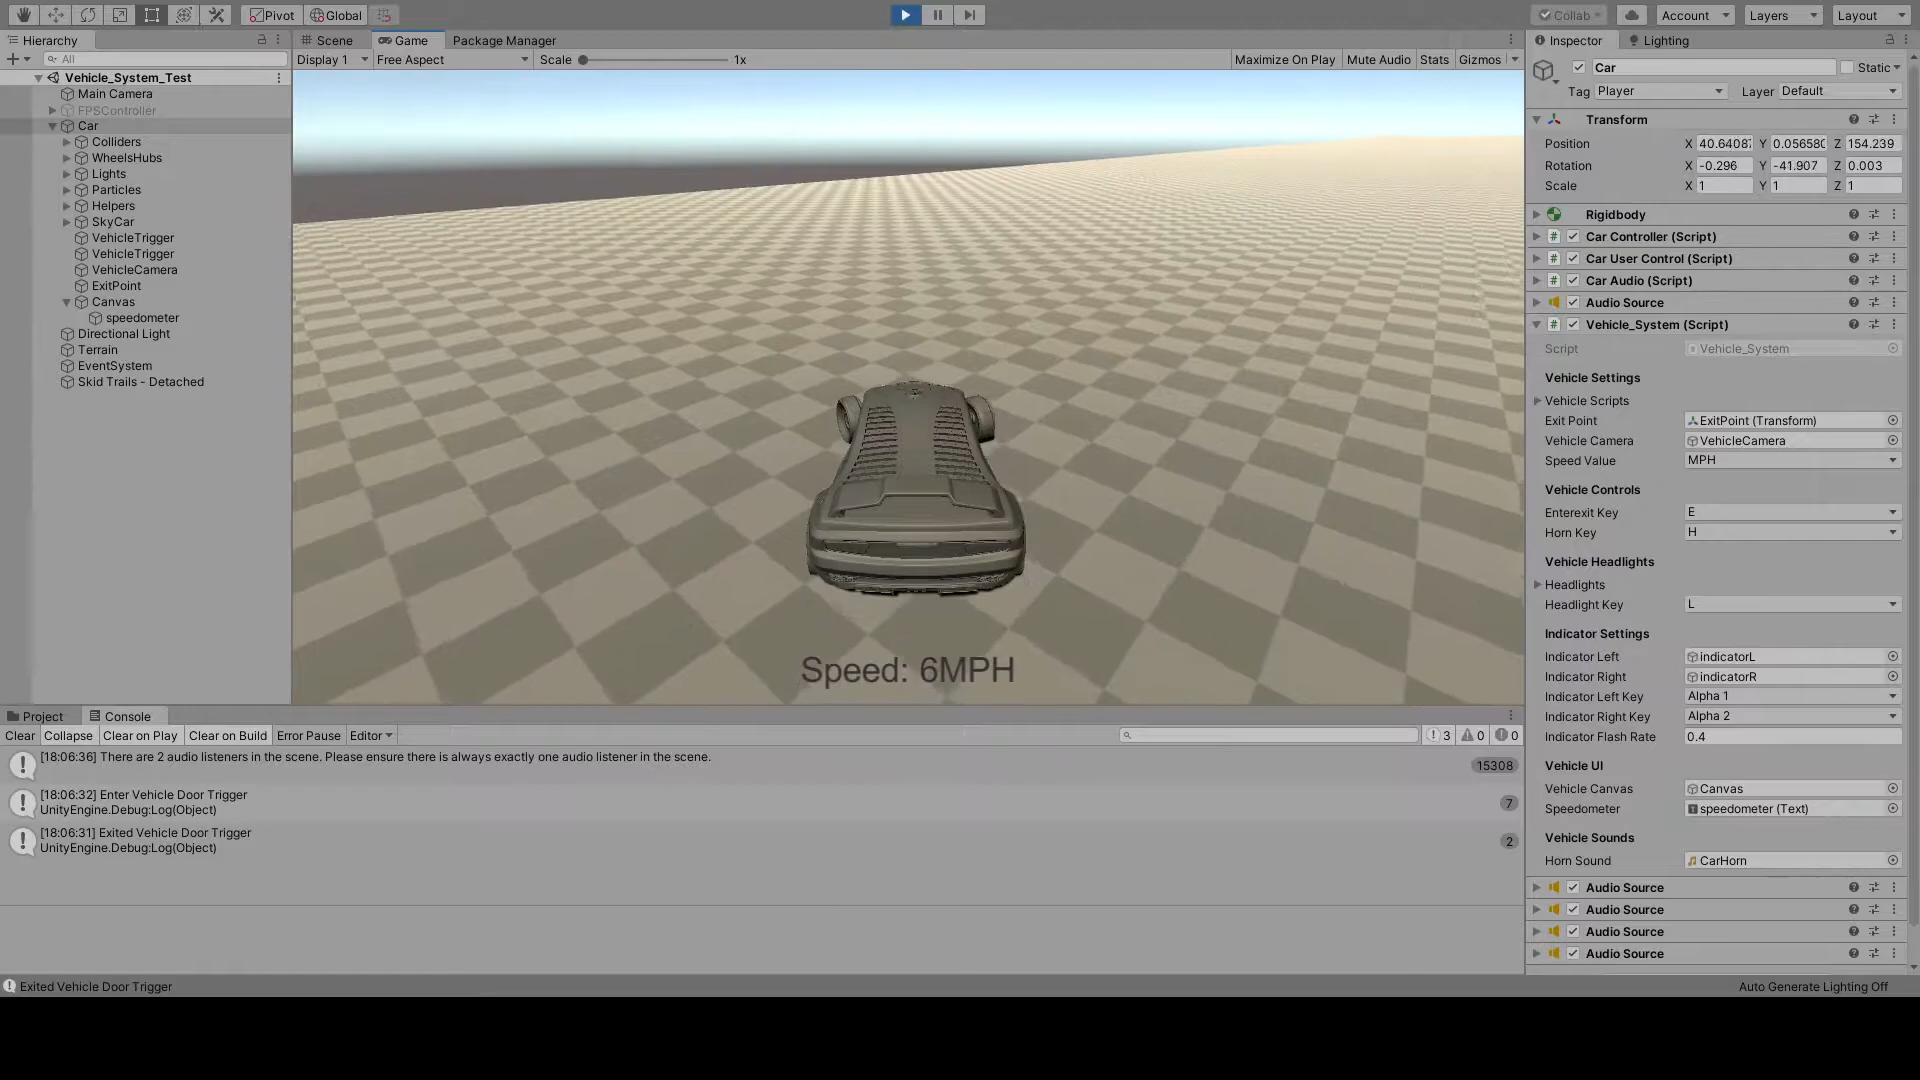 Pivot Global Collab Account Layers Layout
Hierarchy Scene Game Package Manager Inspector Lighting
All Display 1 Free Aspect Scale 1x Maximize On Play Mute Audio Stats Gizmos
Vehicle_System_Test
Main Camera
FPSController
Car
Colliders
WheelsHubs
Lights
Particles
Helpers
SkyCar
VehicleTrigger
VehicleTrigger
VehicleCamera
ExitPoint
Canvas
speedometer
Directional Light
Terrain
EventSystem
Skid Trails - Detached
Speed: 6MPH
Car Static
Tag Player Layer Default
Transform
Position X 40.6408 Y 0.05658 Z 154.239
Rotation X -0.296 Y -41.907 Z 0.003
Scale X 1 Y 1 Z 1
Rigidbody
# Car Controller (Script)
# Car User Control (Script)
# Car Audio (Script)
Audio Source
# Vehicle_System (Script)
Script Vehicle_System
Vehicle Settings
Vehicle Scripts
Exit Point ExitPoint (Transform)
Vehicle Camera VehicleCamera
Speed Value MPH
Vehicle Controls
Enterexit Key E
Horn Key H
Vehicle Headlights
Headlights
Headlight Key L
Indicator Settings
Indicator Left indicatorL
Indicator Right indicatorR
Indicator Left Key Alpha 1
Indicator Right Key Alpha 2
Indicator Flash Rate 0.4
Vehicle UI
Vehicle Canvas Canvas
Speedometer speedometer (Text)
Vehicle Sounds
Horn Sound CarHorn
Audio Source
Audio Source
Audio Source
Audio Source
Project Console
Clear Collapse Clear on Play Clear on Build Error Pause Editor 3 0 0
[18:06:36] There are 2 audio listeners in the scene. Please ensure there is always exactly one audio listener in the scene. 15308
[18:06:32] Enter Vehicle Door Trigger
UnityEngine.Debug:Log(Object) 7
[18:06:31] Exited Vehicle Door Trigger
UnityEngine.Debug:Log(Object) 2
Exited Vehicle Door Trigger Auto Generate Lighting Off